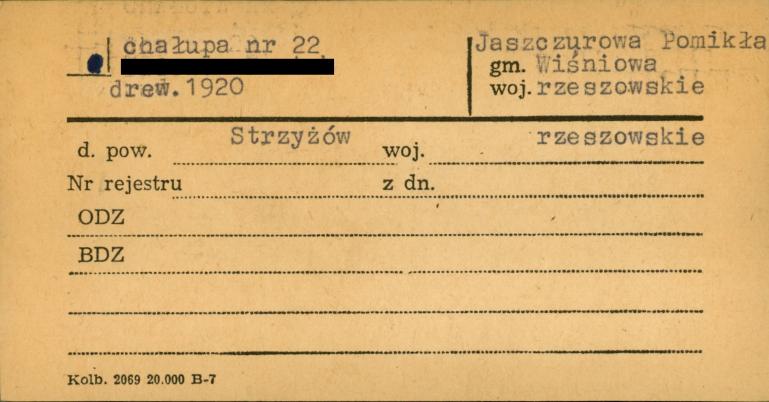 chałupa nr 22
drew. 1920
Jaszczurowa Pomikła
gm. Wiśniowa
woj. rzeszowskie
d. pow. Strzyżów woj. rzeszowskie
Nr rejestru z dn.
ODZ
BDZ
Kolb. 2069 20.000 B-7